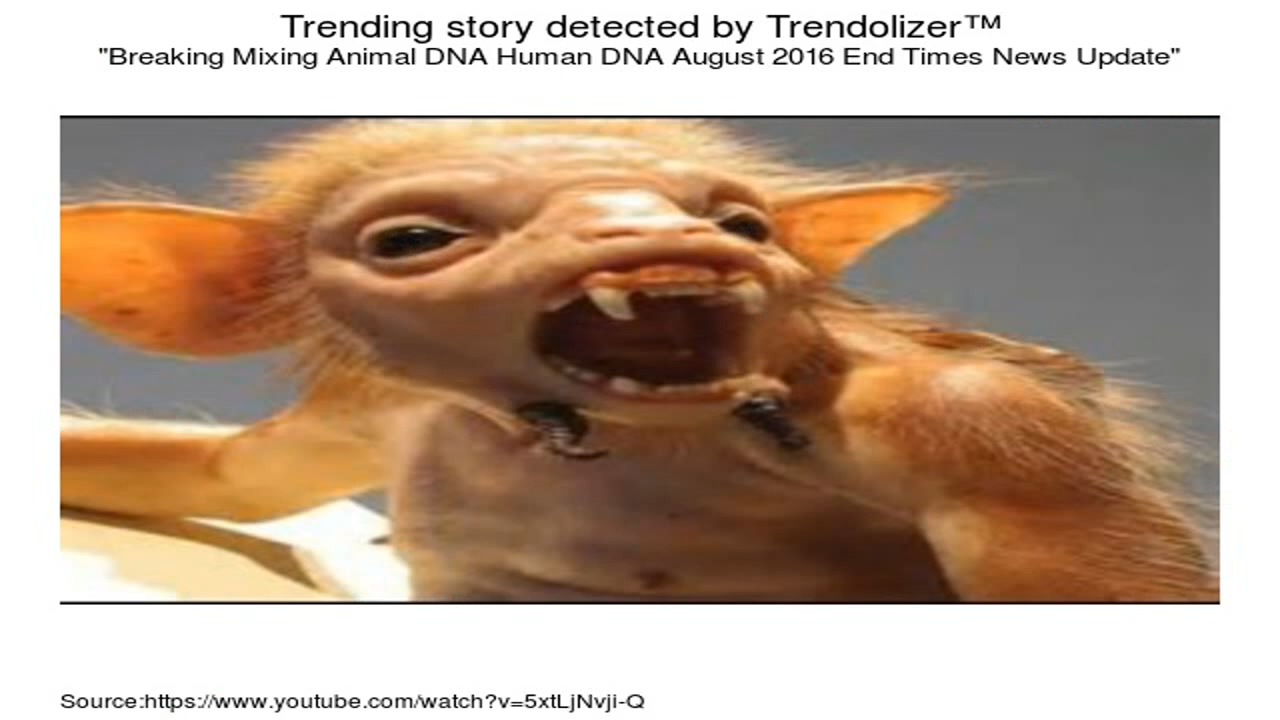 Trending story detected by Trendolizer™
"Breaking Mixing Animal DNA Human DNA August 2016 End Times News Update"
Source:https://www.youtube.com/watch?v=5xtLjNvji-Q